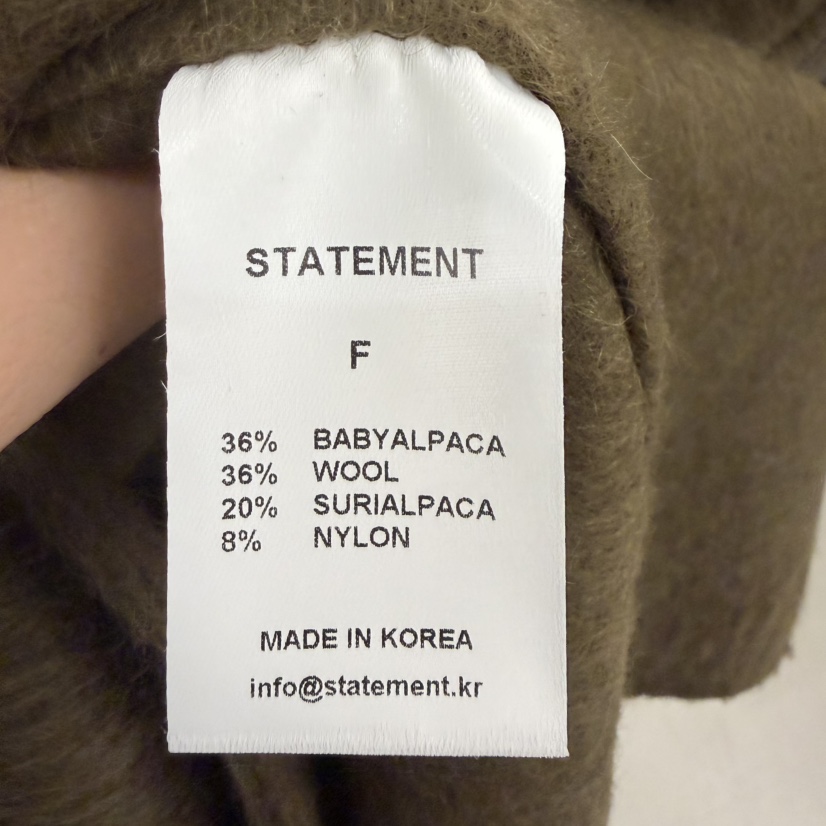 STATEMENT
F
36% BABYALPACA
36% WOOL
20% SURIALPACA
8% NYLON
MADE IN KOREA
info@statement.kr